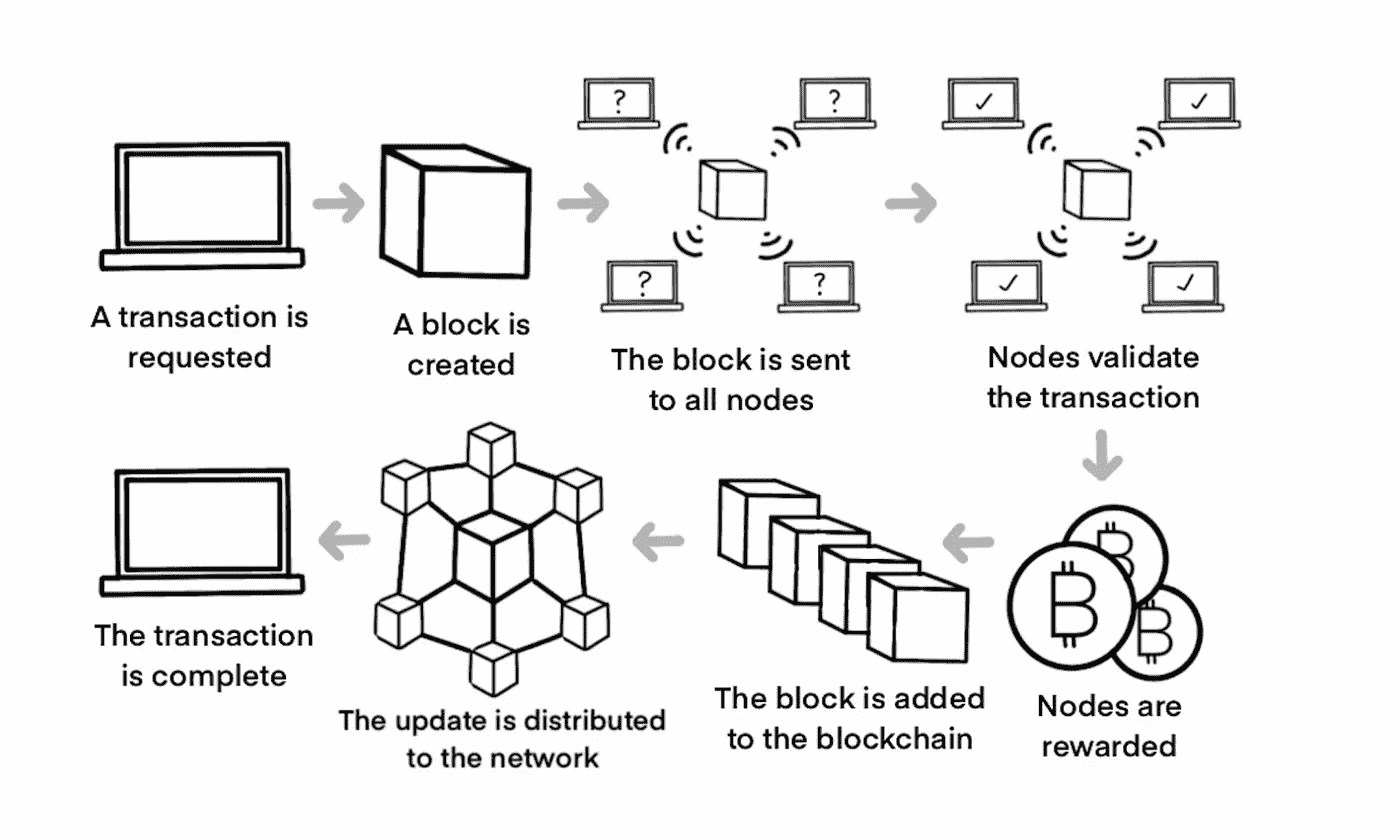 A transaction is
requested
A block is
created
?
?
?
?
The block is sent
to all nodes
Nodes validate
the transaction
Nodes are
rewarded
The block is added
to the blockchain
The update is distributed
to the network
The transaction
is complete